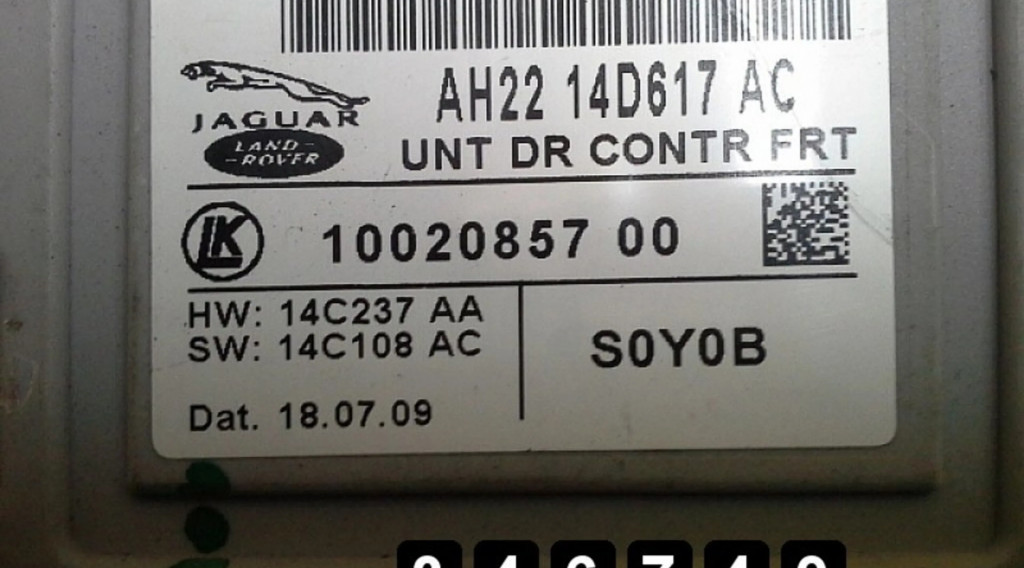 AH22 14D617 AC
JAGUAR
LAND-
-ROVER
UNT DR CONTR FRT
LK
10020857 00
HW: 14C237 AA
SW: 14C108 AC
S0Y0B
Dat. 18.07.09